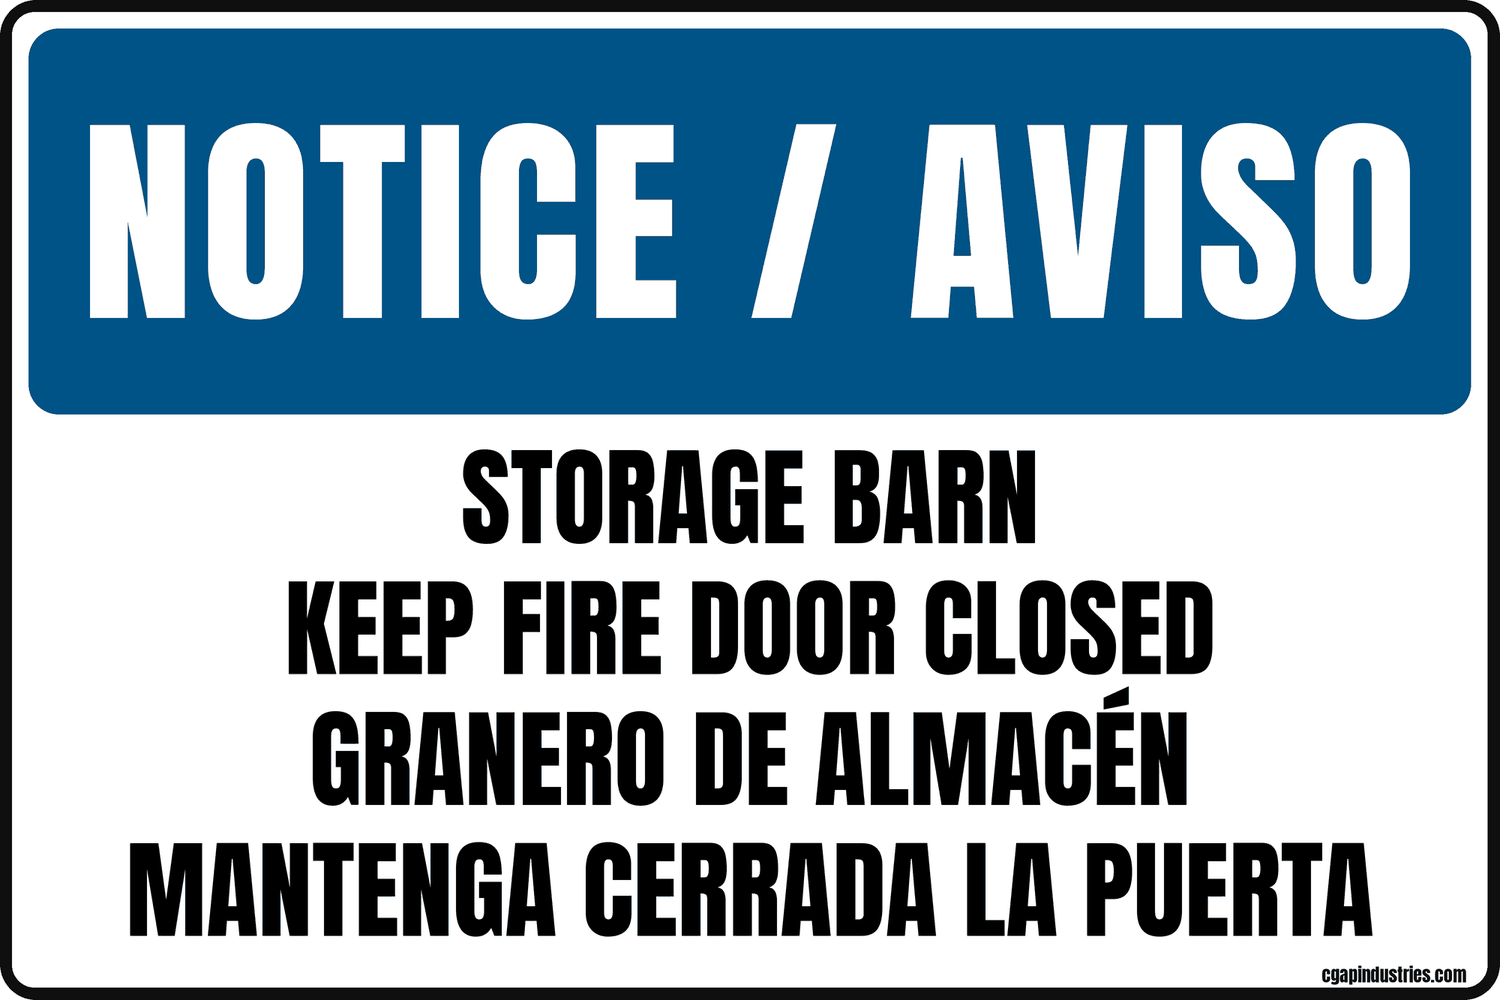 NOTICE / AVISO
STORAGE BARN
KEEP FIRE DOOR CLOSED
GRANERO DE ALMACÉN
MANTENGA CERRADA LA PUERTA
cgapindustries.com